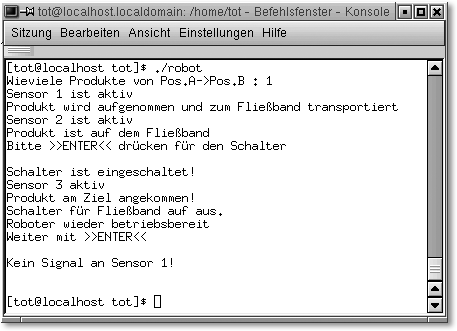 tot@localhost.localdomain: /home/tot - Befehlsfenster - Konsole
Sitzung Bearbeiten Ansicht Einstellungen Hilfe
[tot@localhost tot]$ ./robot
Wieviele Produkte von Pos.A->Pos.B : 1
Sensor 1 ist aktiv
Produkt wird aufgenommen und zum Fließband transportiert
Sensor 2 ist aktiv
Produkt ist auf dem Fließband
Bitte >>ENTER<< drücken für den Schalter
Schalter ist eingeschaltet!
Sensor 3 aktiv
Produkt am Ziel angekommen!
Schalter für Fließband auf aus.
Roboter wieder betriebsbereit
Weiter mit >>ENTER<<
Kein Signal an Sensor 1!
[tot@localhost tot]$